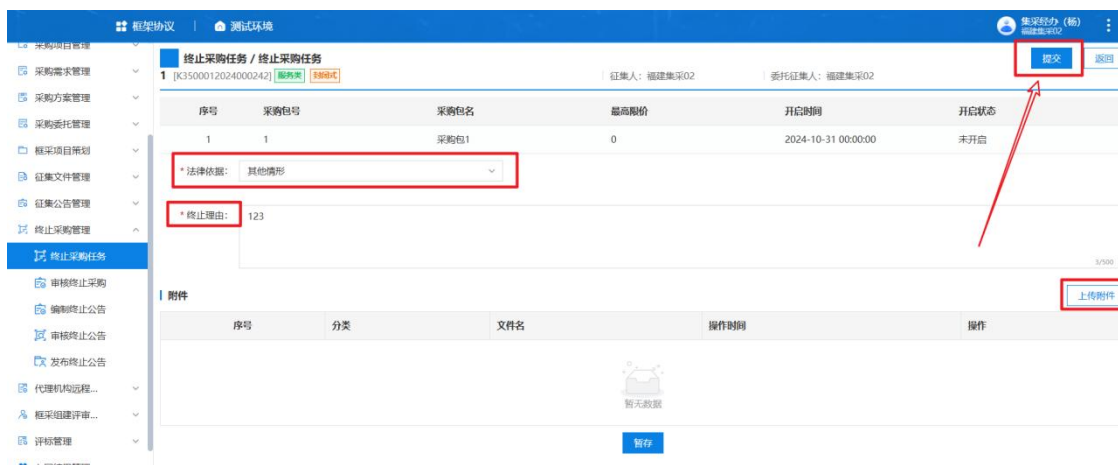 框架协议 | 测试环境
集采经办（杨）
福建集采02
采购项目管理
采购需求管理
采购方案管理
采购委托管理
框采项目策划
征集文件管理
征集公告管理
终止采购管理
终止采购任务
审核终止采购
编制终止公告
审核终止公告
发布终止公告
代理机构远程...
框采组建评审...
评标管理
终止采购任务 / 终止采购任务
提交 返回
1 [K3500012024000242] 服务类 封闭式 征集人：福建集采02 委托征集人：福建集采02
序号 采购包号 采购包名 最高限价 开启时间 开启状态
1 1 采购包1 0 2024-10-31 00:00:00 未开启
* 法律依据： 其他情形
* 终止理由： 123
3/500
附件
上传附件
序号 分类 文件名 操作时间 操作
暂无数据
暂存